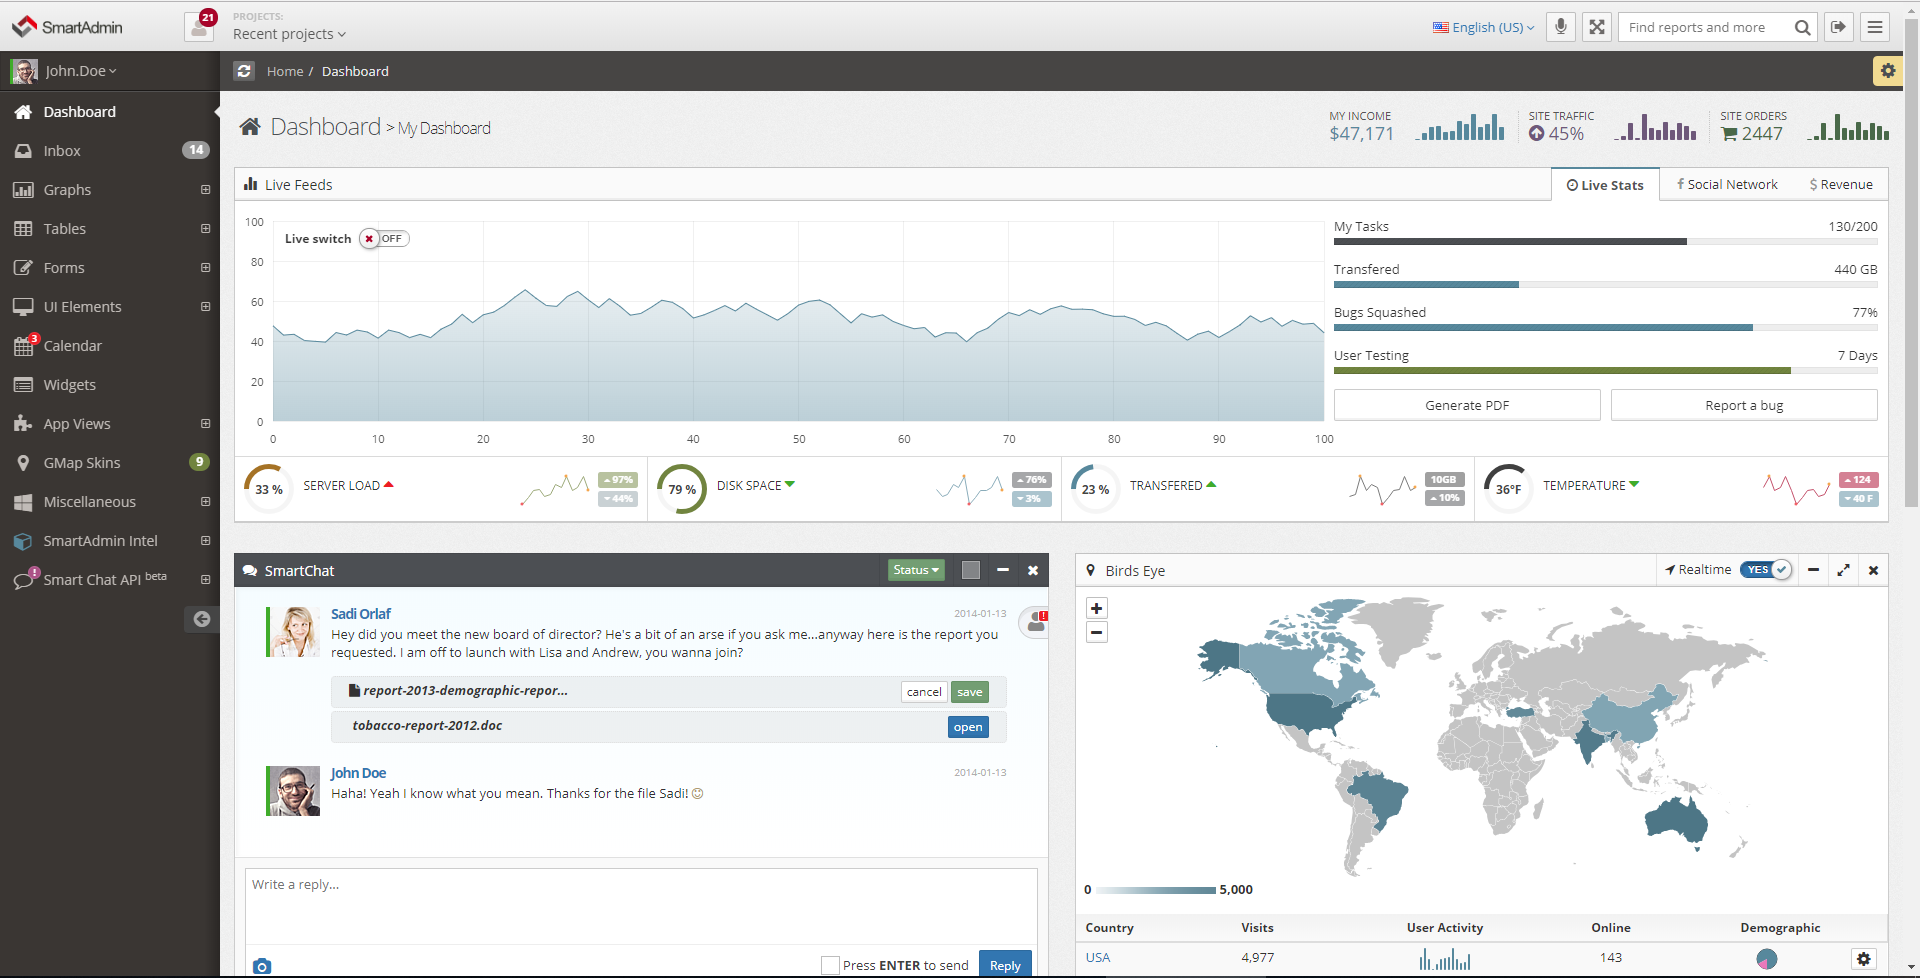 SmartAdmin
21
PROJECTS:
Recent projects
English (US)
Find reports and more
John.Doe
Home / Dashboard
Dashboard
Inbox 14
Graphs
Tables
Forms
UI Elements
3
Calendar
Widgets
App Views
GMap Skins 9
Miscellaneous
SmartAdmin Intel
!
Smart Chat API beta
Dashboard > My Dashboard
MY INCOME
$47,171
SITE TRAFFIC
45%
SITE ORDERS
2447
Live Feeds
Live Stats
Social Network
$ Revenue
Live switch OFF
100
80
60
40
20
0
0 10 20 30 40 50 60 70 80 90 100
My Tasks 130/200
Transfered 440 GB
Bugs Squashed 77%
User Testing 7 Days
Generate PDF
Report a bug
33 %
SERVER LOAD
97%
44%
79 %
DISK SPACE
76%
3%
23 %
TRANSFERED
10GB
10%
36°F
TEMPERATURE
124
40 F
SmartChat
Status
Sadi Orlaf
2014-01-13
Hey did you meet the new board of director? He's a bit of an arse if you ask me...anyway here is the report you
requested. I am off to launch with Lisa and Andrew, you wanna join?
report-2013-demographic-repor...
cancel
save
tobacco-report-2012.doc
open
John Doe
2014-01-13
Haha! Yeah I know what you mean. Thanks for the file Sadi!
Write a reply...
Press ENTER to send
Reply
Birds Eye
Realtime YES
+
−
0 5,000
Country Visits User Activity Online Demographic
USA 4,977 143